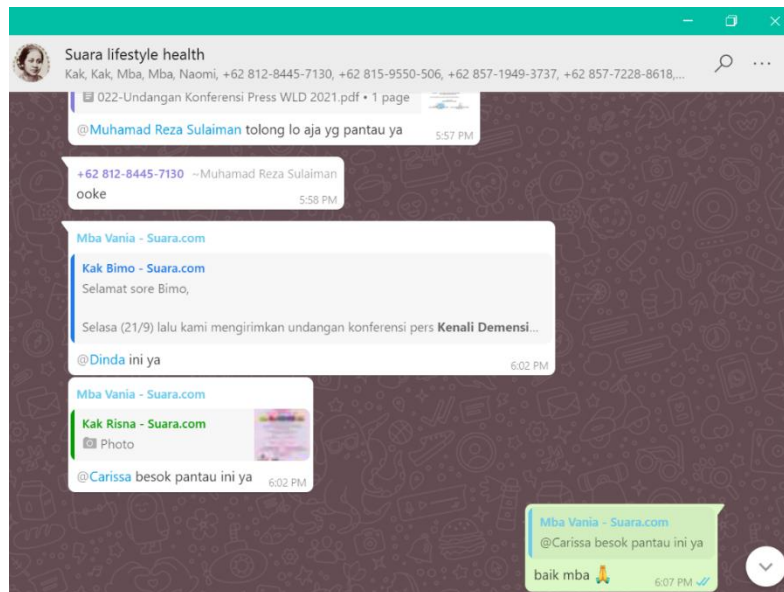 Suara lifestyle health
Kak, Kak, Mba, Mba, Naomi, +62 812-8445-7130, +62 815-9550-506, +62 857-1949-3737, +62 857-7228-8618,...
022-Undangan Konferensi Press WLD 2021.pdf • 1 page
@Muhamad Reza Sulaiman tolong lo aja yg pantau ya
5:57 PM
+62 812-8445-7130 ~Muhamad Reza Sulaiman
ooke
5:58 PM
Mba Vania - Suara.com
Kak Bimo - Suara.com
Selamat sore Bimo,
Selasa (21/9) lalu kami mengirimkan undangan konferensi pers Kenali Demensi...
@Dinda ini ya
6:02 PM
Mba Vania - Suara.com
Kak Risna - Suara.com
Photo
@Carissa besok pantau ini ya
6:02 PM
Mba Vania - Suara.com
@Carissa besok pantau ini ya
baik mba 🙏
6:07 PM